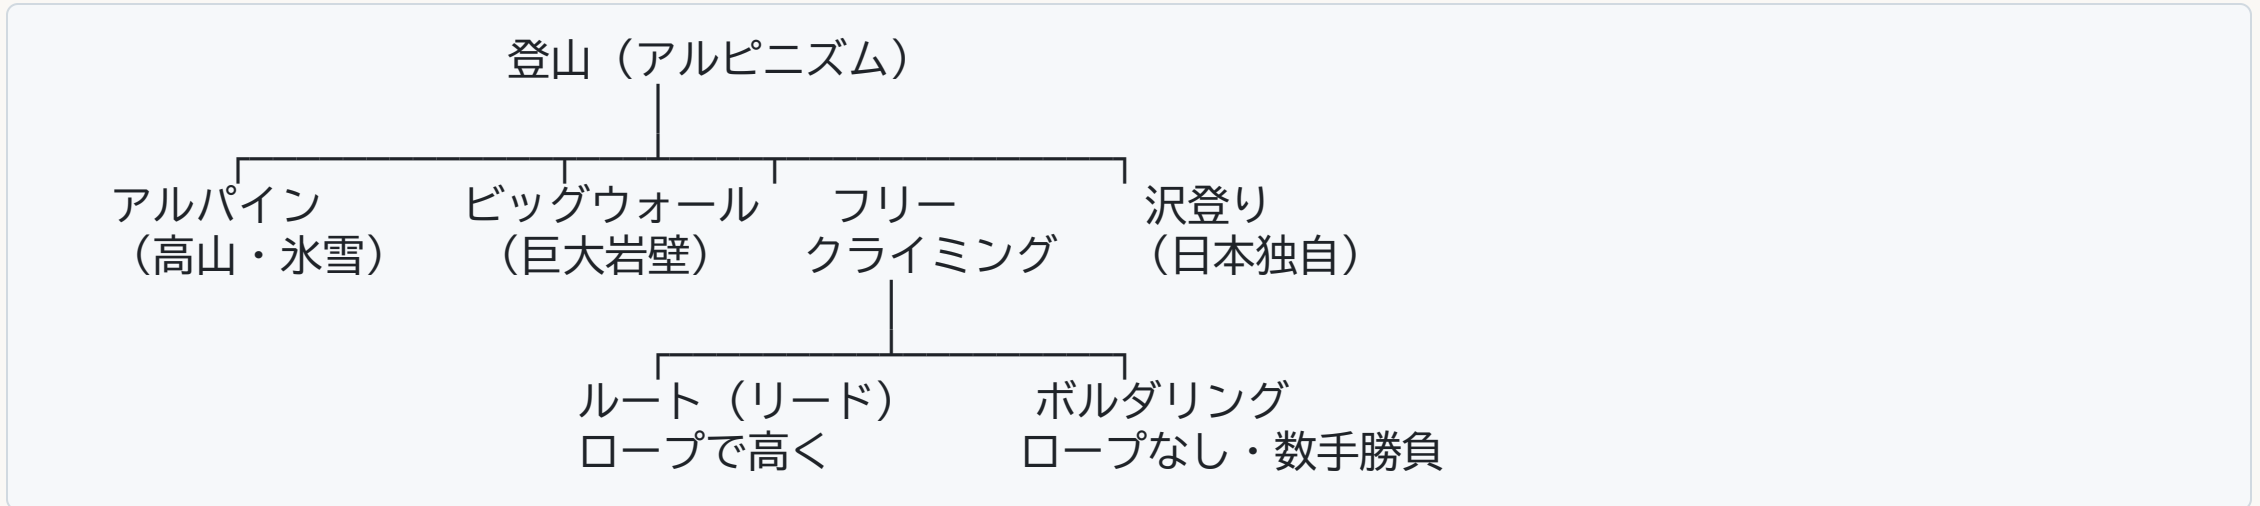 登山（アルピニズム）
アルパイン　ビッグウォール　フリー　沢登り
（高山・氷雪）　（巨大岩壁）　クライミング　（日本独自）
ルート（リード）　ボルダリング
ロープで高く　ロープなし・数手勝負